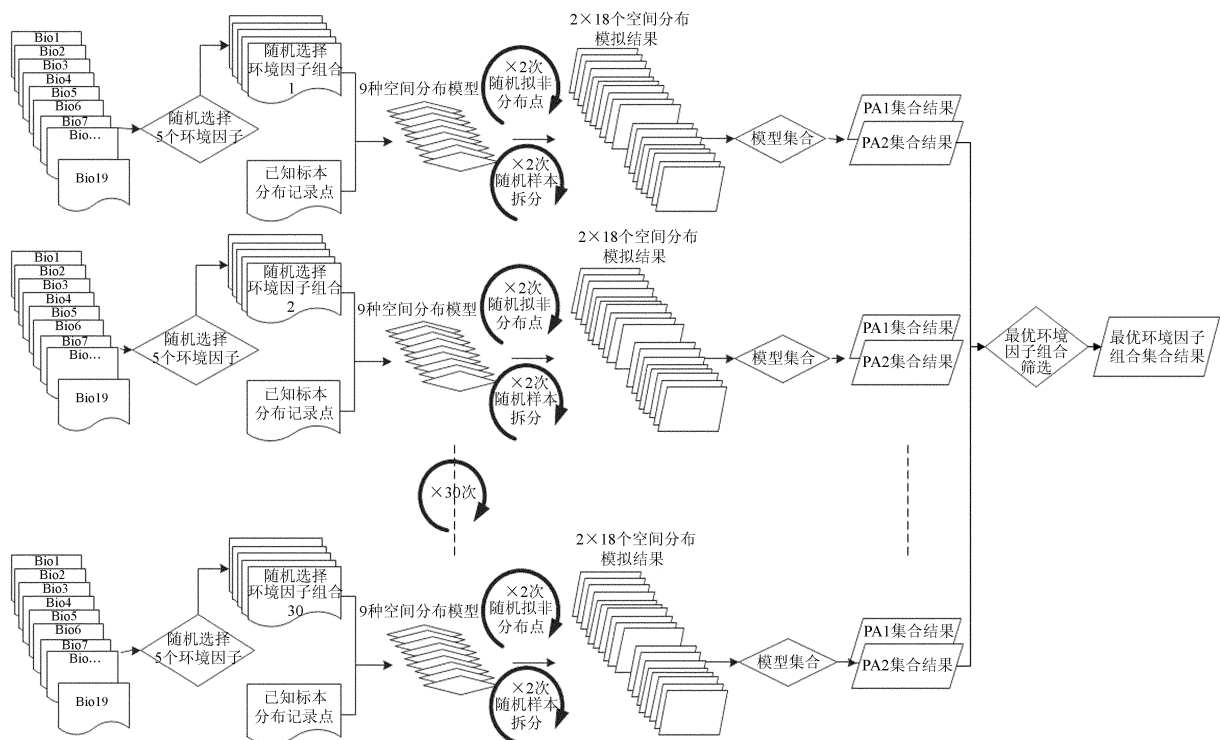 Bio1
Bio2
Bio3
Bio4
Bio5
Bio6
Bio7
Bio…
Bio19
随机选择
5个环境因子
随机选择
环境因子组合
1
已知标本
分布记录点
9种空间分布模型
×2次
随机拟非
分布点
×2次
随机样本
拆分
2×18个空间分布
模拟结果
模型集合
PA1集合结果
PA2集合结果
Bio1
Bio2
Bio3
Bio4
Bio5
Bio6
Bio7
Bio…
Bio19
随机选择
5个环境因子
随机选择
环境因子组合
2
已知标本
分布记录点
9种空间分布模型
×2次
随机拟非
分布点
×2次
随机样本
拆分
2×18个空间分布
模拟结果
模型集合
PA1集合结果
PA2集合结果
最优环境
因子组合
筛选
最优环境因子
组合集合结果
×30次
Bio1
Bio2
Bio3
Bio4
Bio5
Bio6
Bio7
Bio…
Bio19
随机选择
5个环境因子
随机选择
环境因子组合
30
已知标本
分布记录点
9种空间分布模型
×2次
随机拟非
分布点
×2次
随机样本
拆分
2×18个空间分布
模拟结果
模型集合
PA1集合结果
PA2集合结果